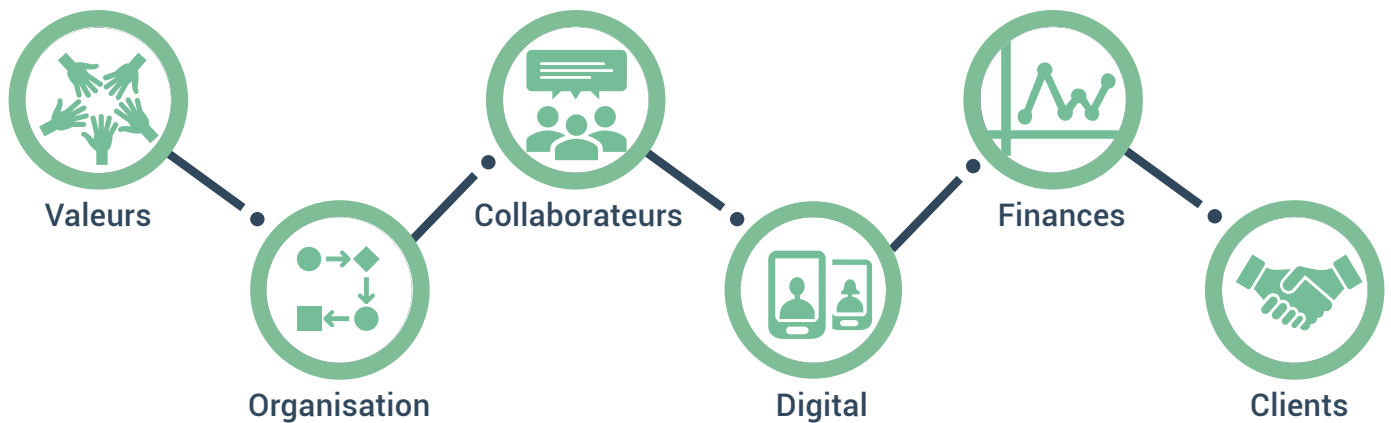 Valeurs
Organisation
Collaborateurs
Digital
Finances
Clients